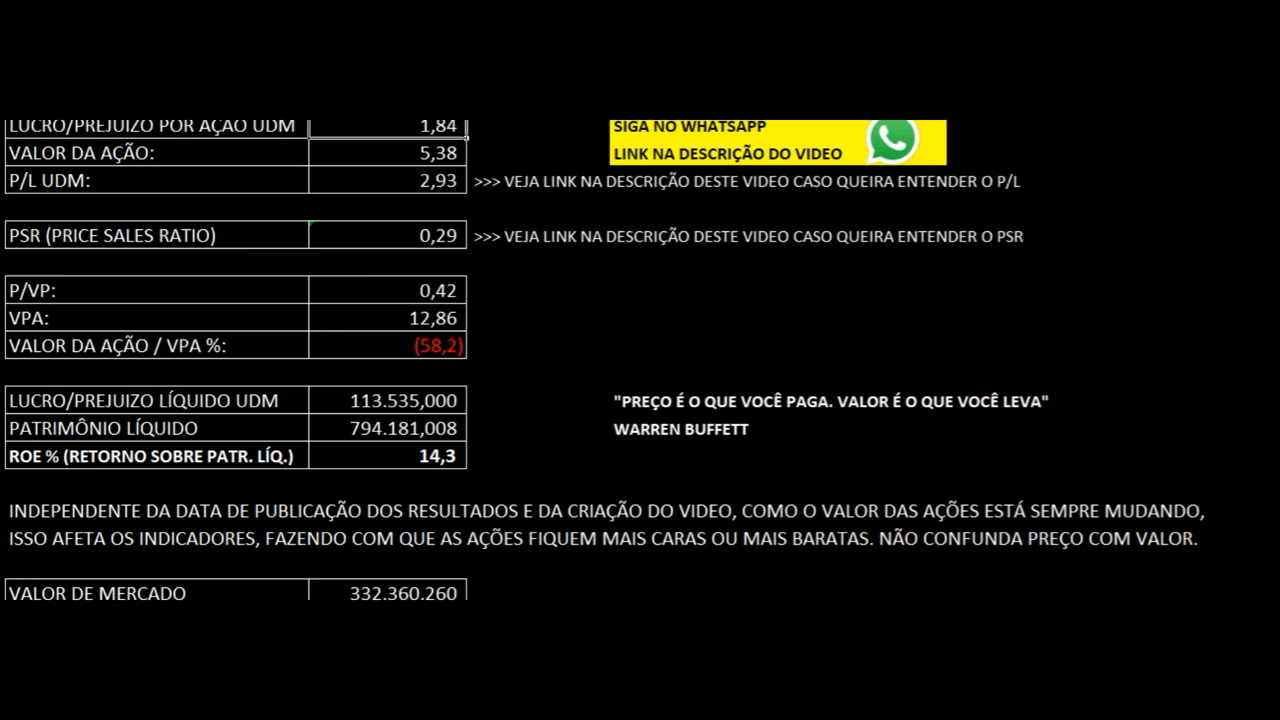 LUCRO/PREJUIZO POR AÇÃO UDM 1,84
SIGA NO WHATSAPP
VALOR DA AÇÃO: 5,38
LINK NA DESCRIÇÃO DO VIDEO
P/L UDM: 2,93 >>> VEJA LINK NA DESCRIÇÃO DESTE VIDEO CASO QUEIRA ENTENDER O P/L
PSR (PRICE SALES RATIO) 0,29 >>> VEJA LINK NA DESCRIÇÃO DESTE VIDEO CASO QUEIRA ENTENDER O PSR
P/VP: 0,42
VPA: 12,86
VALOR DA AÇÃO / VPA %: (58,2)
LUCRO/PREJUIZO LÍQUIDO UDM 113.535,000
"PREÇO É O QUE VOCÊ PAGA. VALOR É O QUE VOCÊ LEVA"
PATRIMÔNIO LÍQUIDO 794.181,008
WARREN BUFFETT
ROE % (RETORNO SOBRE PATR. LÍQ.) 14,3
INDEPENDENTE DA DATA DE PUBLICAÇÃO DOS RESULTADOS E DA CRIAÇÃO DO VIDEO, COMO O VALOR DAS AÇÕES ESTÁ SEMPRE MUDANDO,
ISSO AFETA OS INDICADORES, FAZENDO COM QUE AS AÇÕES FIQUEM MAIS CARAS OU MAIS BARATAS. NÃO CONFUNDA PREÇO COM VALOR.
VALOR DE MERCADO 332.360.260